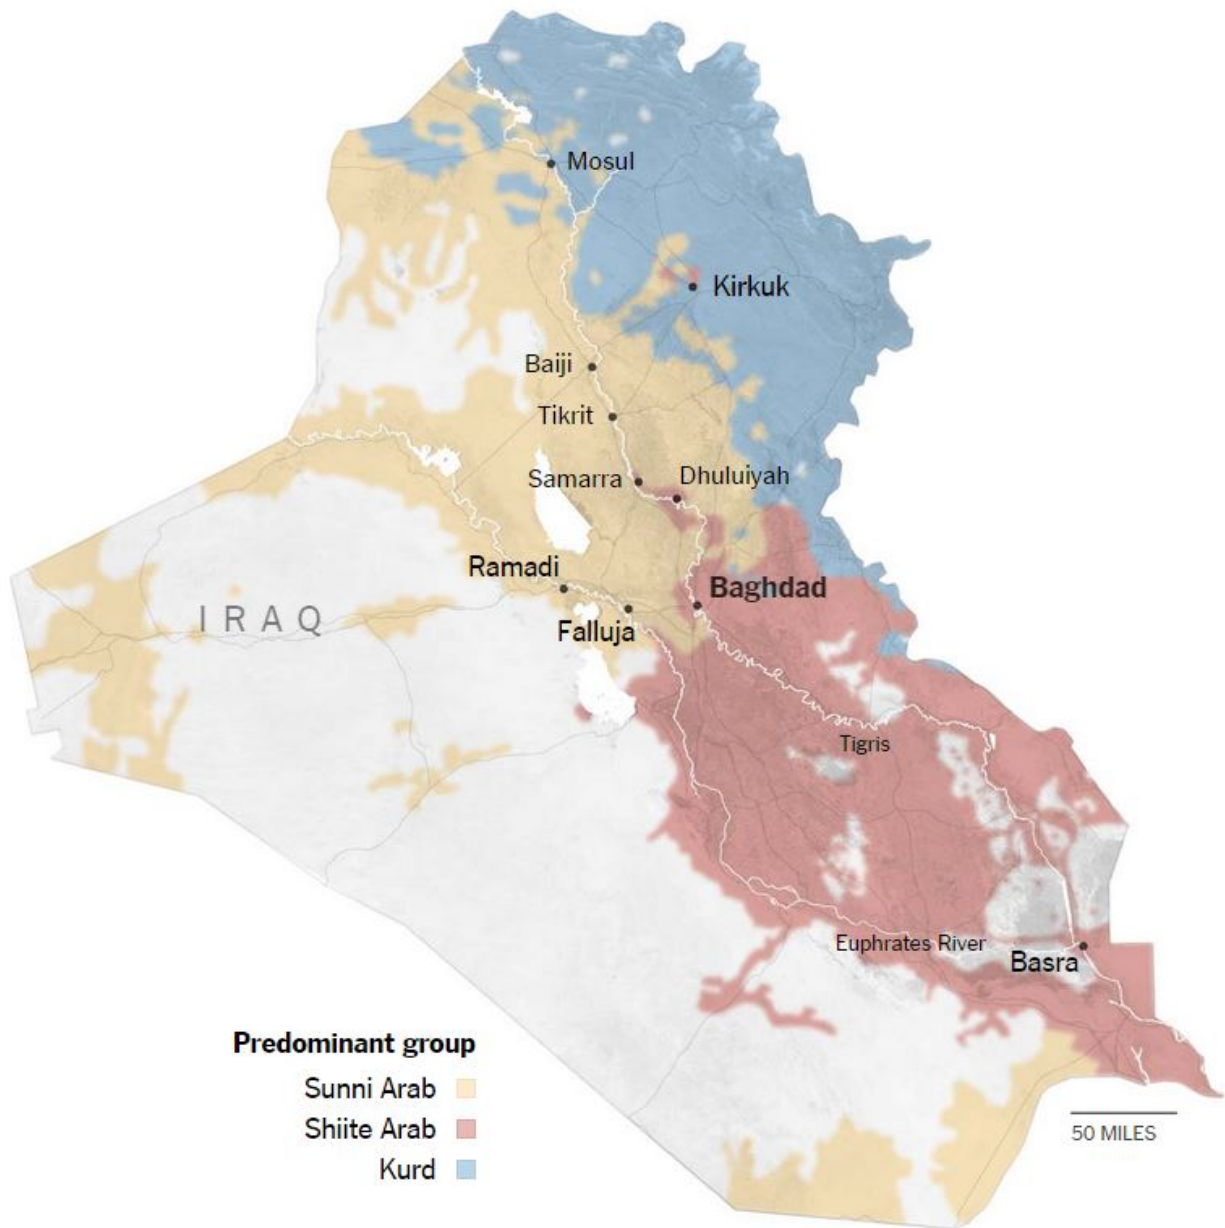 Mosul
Kirkuk
Baiji
Tikrit
Samarra
Dhuluiyah
Ramadi
Baghdad
IRAQ
Falluja
Tigris
Euphrates River
Basra
Predominant group
Sunni Arab
Shiite Arab
Kurd
50 MILES